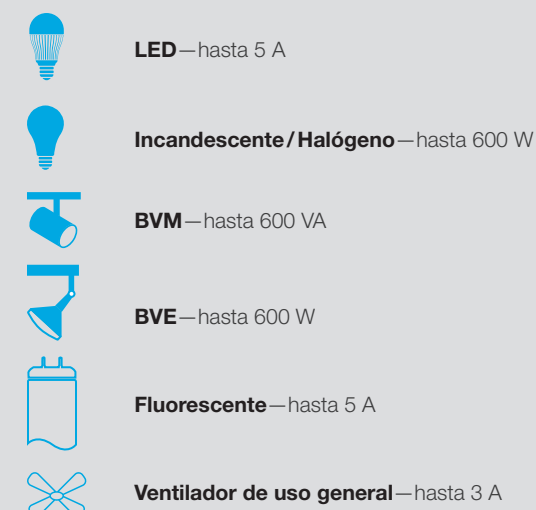 LED—hasta 5 A
Incandescente/Halógeno—hasta 600 W
BVM—hasta 600 VA
BVE—hasta 600 W
Fluorescente—hasta 5 A
Ventilador de uso general—hasta 3 A